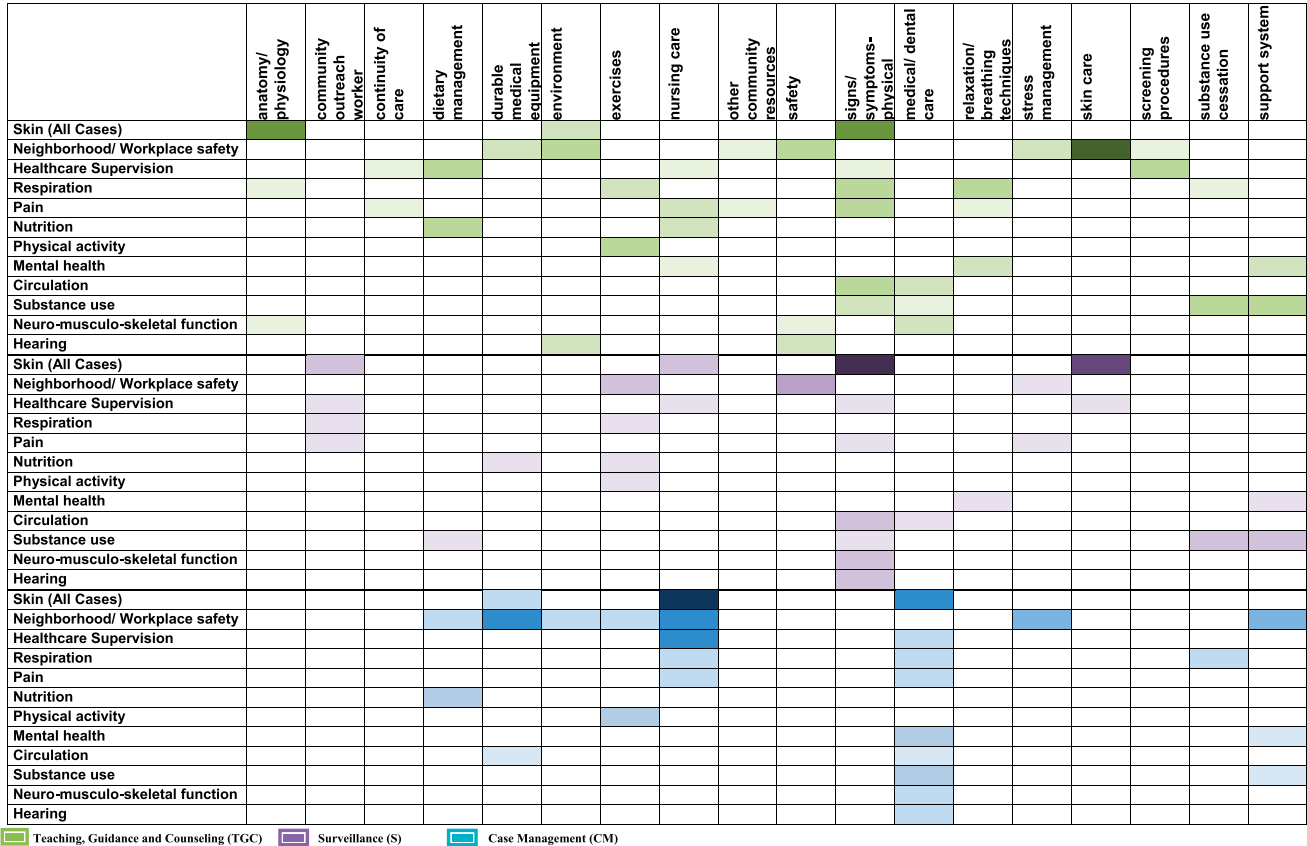 anatomy/
physiology
community
outreach
worker
continuity of
care
dietary
management
durable
medical
equipment
environment
exercises
nursing care
other
community
resources
safety
signs/
symptoms-
physical
medical/ dental
care
relaxation/
breathing
techniques
stress
management
skin care
screening
procedures
substance use
cessation
support system
Skin (All Cases)
Neighborhood/ Workplace safety
Healthcare Supervision
Respiration
Pain
Nutrition
Physical activity
Mental health
Circulation
Substance use
Neuro-musculo-skeletal function
Hearing
Skin (All Cases)
Neighborhood/ Workplace safety
Healthcare Supervision
Respiration
Pain
Nutrition
Physical activity
Mental health
Circulation
Substance use
Neuro-musculo-skeletal function
Hearing
Skin (All Cases)
Neighborhood/ Workplace safety
Healthcare Supervision
Respiration
Pain
Nutrition
Physical activity
Mental health
Circulation
Substance use
Neuro-musculo-skeletal function
Hearing
Teaching, Guidance and Counseling (TGC) Surveillance (S) Case Management (CM)